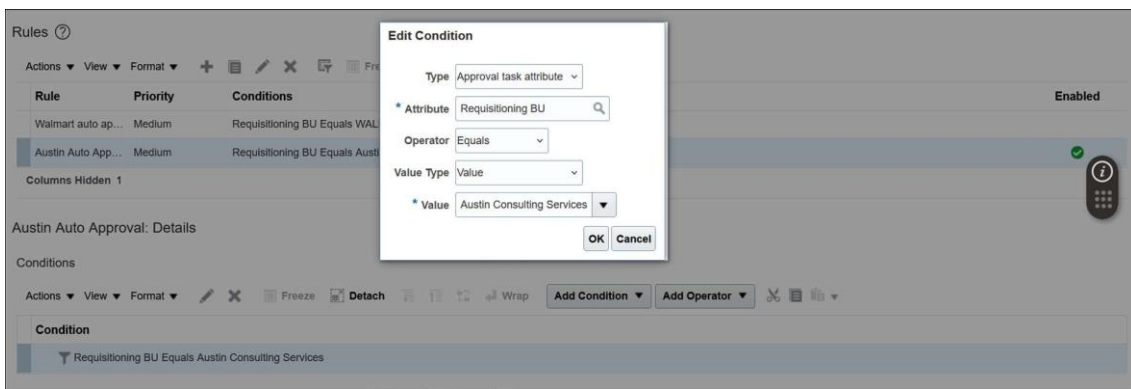 Rules
Actions View Format Fre
Rule Priority Conditions Enabled
Walmart auto ap... Medium Requisitioning BU Equals WAL
Austin Auto App... Medium Requisitioning BU Equals Austi
Columns Hidden 1
Edit Condition
Type Approval task attribute
* Attribute Requisitioning BU
Operator Equals
Value Type Value
* Value Austin Consulting Services
OK Cancel
Austin Auto Approval: Details
Conditions
Actions View Format Freeze Detach Wrap Add Condition Add Operator
Condition
Requisitioning BU Equals Austin Consulting Services